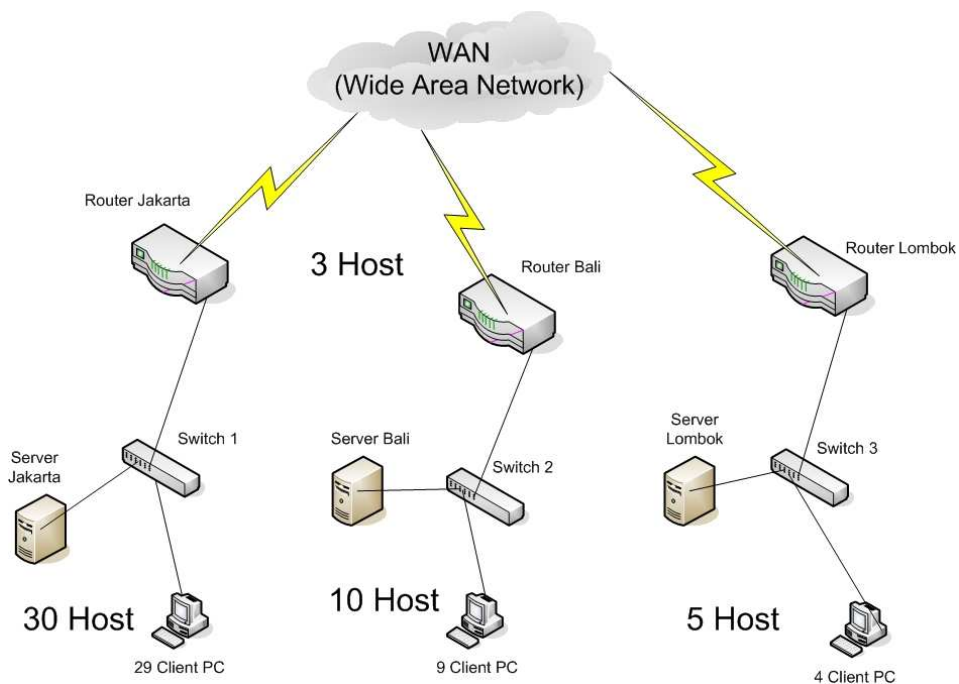 WAN
(Wide Area Network)
Router Jakarta
3 Host
Router Bali
Router Lombok
Server
Jakarta
Switch 1
Server Bali
Switch 2
Server
Lombok
Switch 3
30 Host
29 Client PC
10 Host
9 Client PC
5 Host
4 Client PC